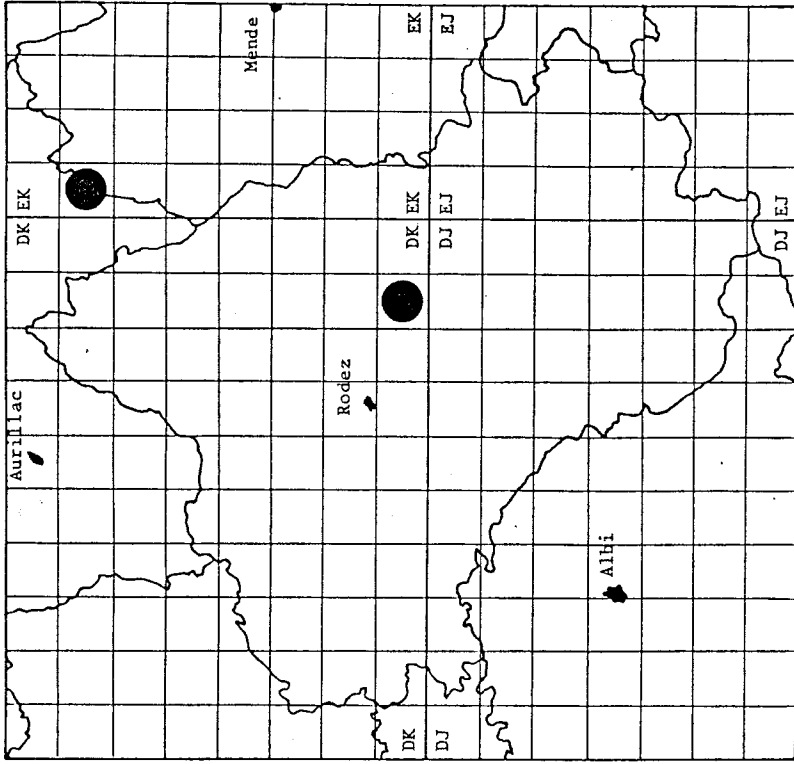 Mende
EK
EJ
DK EK
DK EK
DJ EJ
DJ EJ
Aurillac
Rodez
Albi
DK
DJ